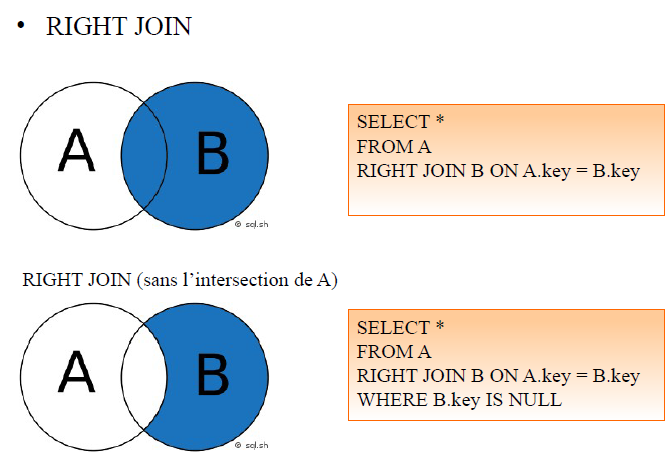 • RIGHT JOIN
A B
© sql.sh
SELECT *
FROM A
RIGHT JOIN B ON A.key = B.key
RIGHT JOIN (sans l’intersection de A)
A B
© sql.sh
SELECT *
FROM A
RIGHT JOIN B ON A.key = B.key
WHERE B.key IS NULL